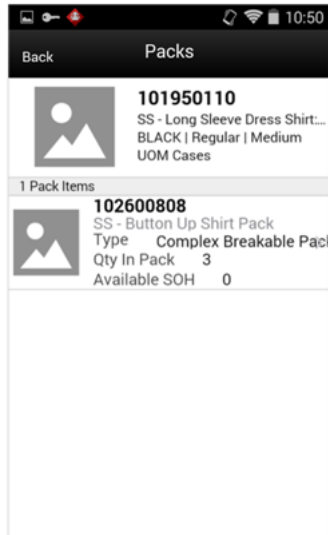 10:50
Back
Packs
101950110
SS - Long Sleeve Dress Shirt:...
BLACK | Regular | Medium
UOM Cases
1 Pack Items
102600808
SS - Button Up Shirt Pack
Type Complex Breakable Pack
Qty In Pack 3
Available SOH 0